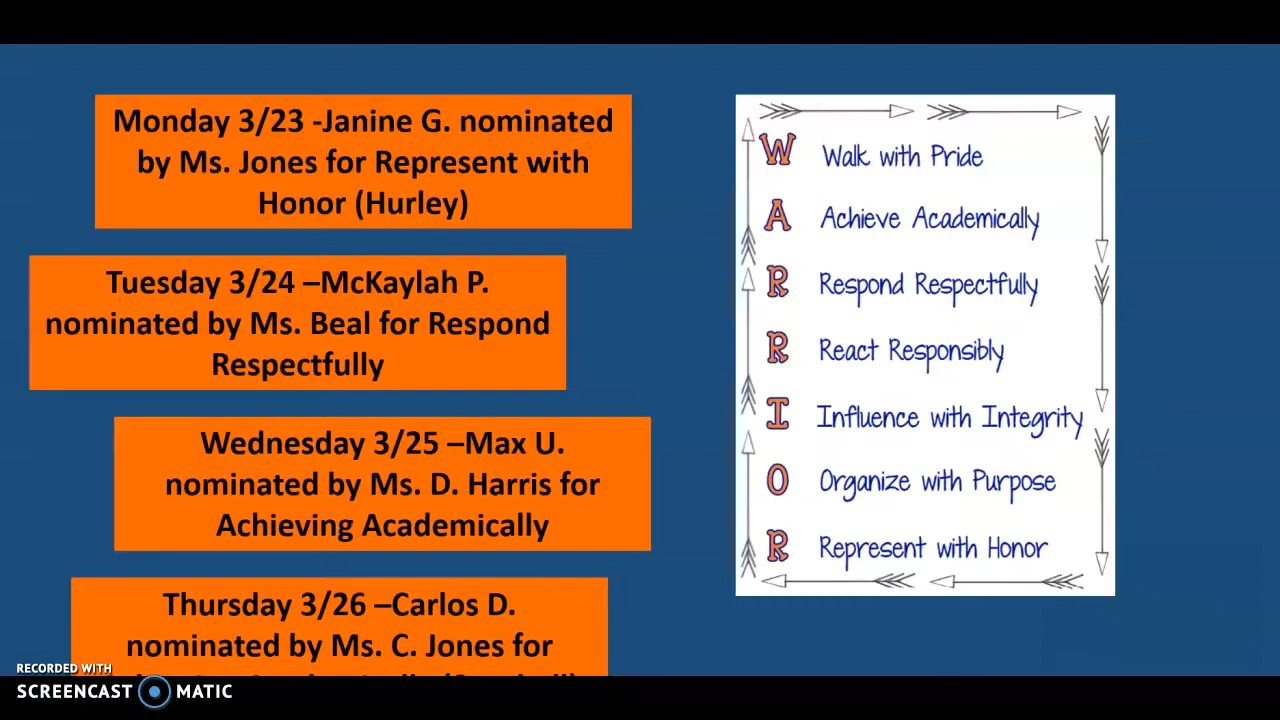 Monday 3/23 -Janine G. nominated
by Ms. Jones for Represent with
Honor (Hurley)
Tuesday 3/24 –McKaylah P.
nominated by Ms. Beal for Respond
Respectfully
Wednesday 3/25 –Max U.
nominated by Ms. D. Harris for
Achieving Academically
Thursday 3/26 –Carlos D.
nominated by Ms. C. Jones for
W Walk with Pride
A Achieve Academically
R Respond Respectfully
R React Responsibly
I Influence with Integrity
O Organize with Purpose
R Represent with Honor
RECORDED WITH
SCREENCAST MATIC